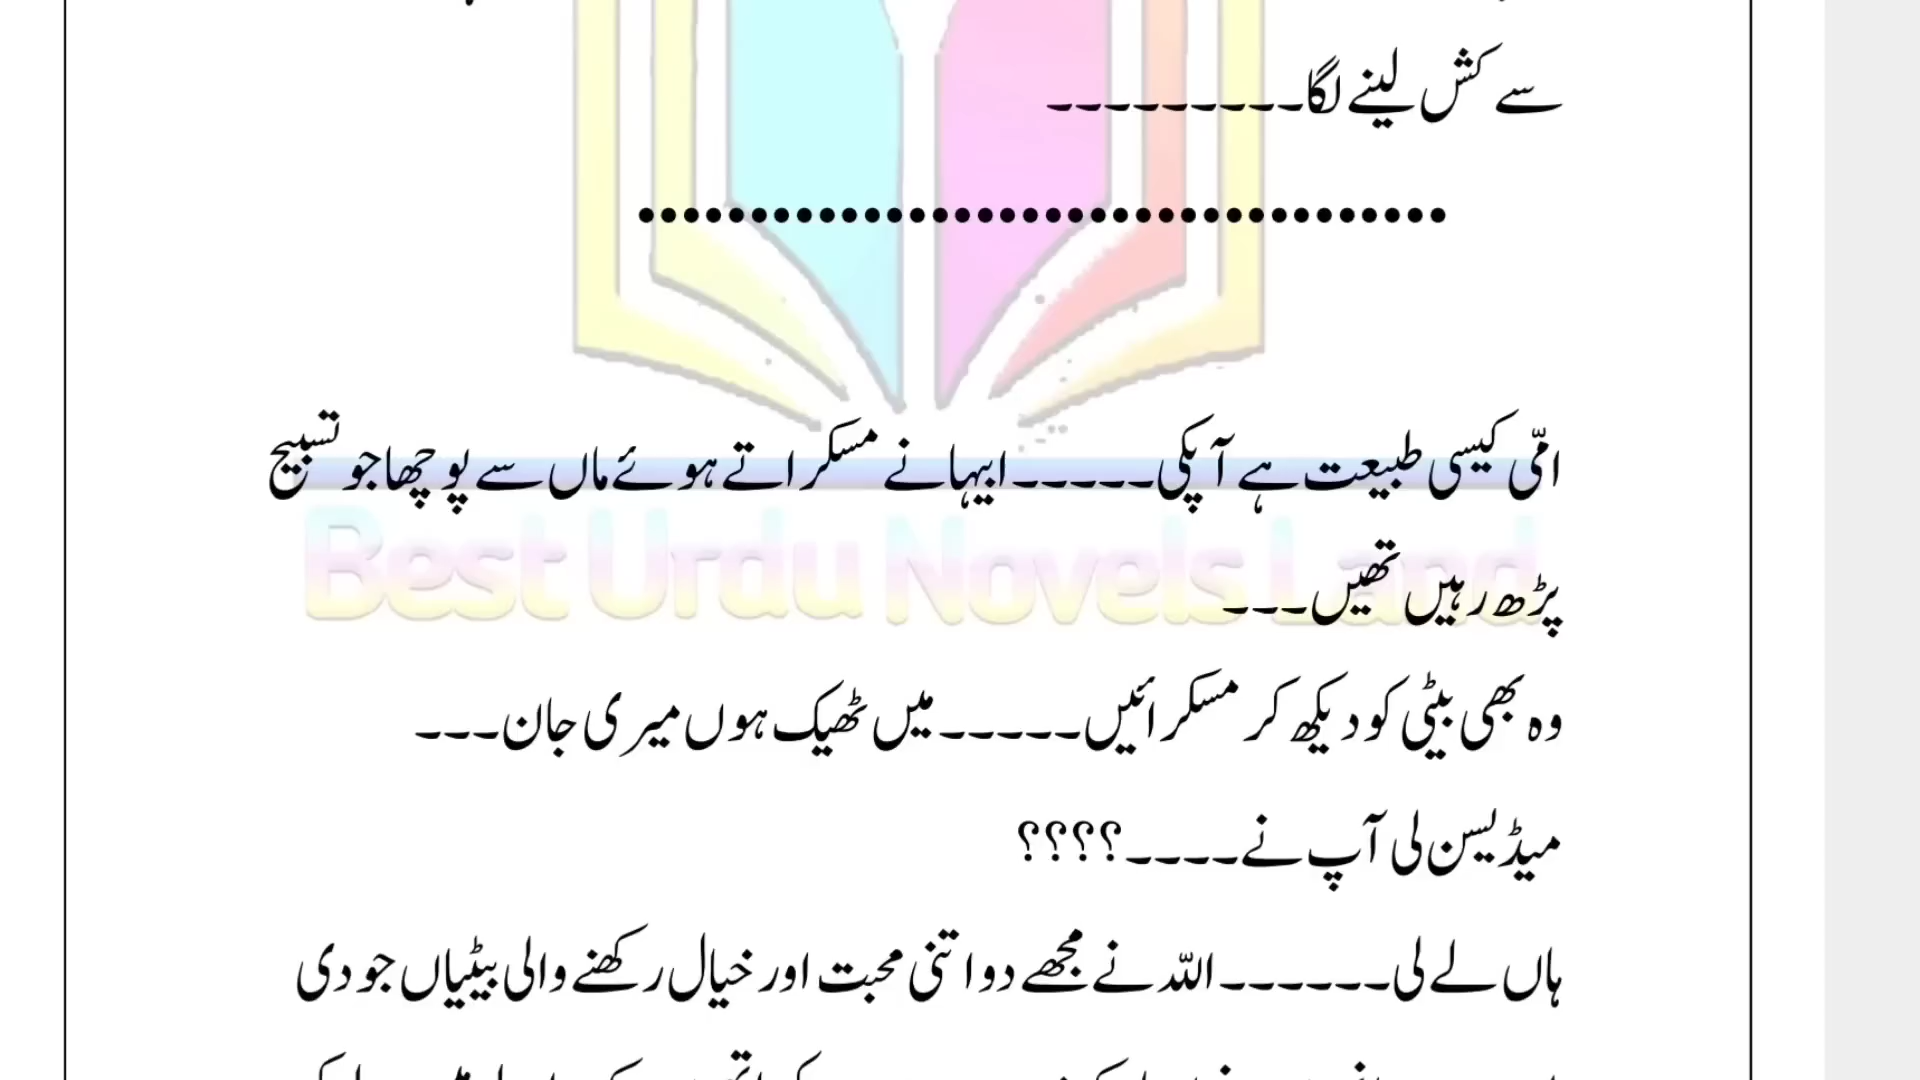 سے کش لینے لگا۔۔۔۔۔۔۔۔۔
....................................
امّی کیسی طبیعت ہے آپکی۔۔۔۔۔ابیہا نے مسکراتے ہوئے ماں سے پوچھا جو تسبیح
Best Urdu Novels Land
پڑھ رہیں تھیں۔۔۔
وہ بھی بیٹی کو دیکھ کر مسکرائیں۔۔۔۔۔میں ٹھیک ہوں میری جان۔۔۔
میڈیسن لی آپ نے۔۔۔۔؟؟؟؟
ہاں لے لی۔۔۔۔۔۔اللہ نے مجھے دو اتنی محبت اور خیال رکھنے والی بیٹیاں جو دی